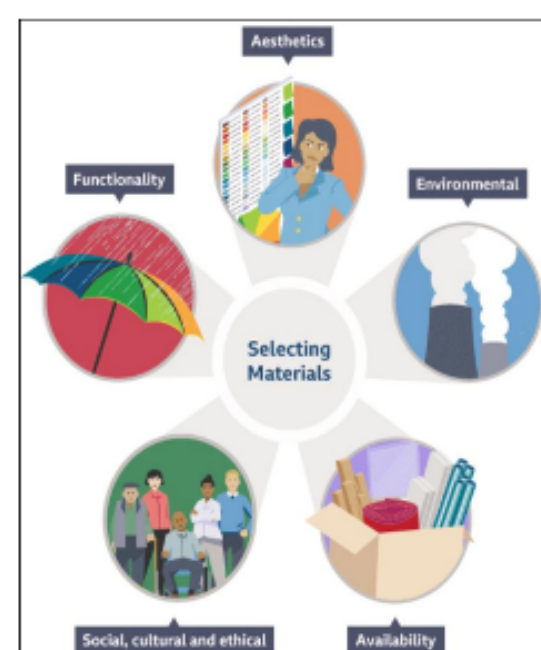 Aesthetics
Functionality
Environmental
Selecting
Materials
Social, cultural and ethical
Availability